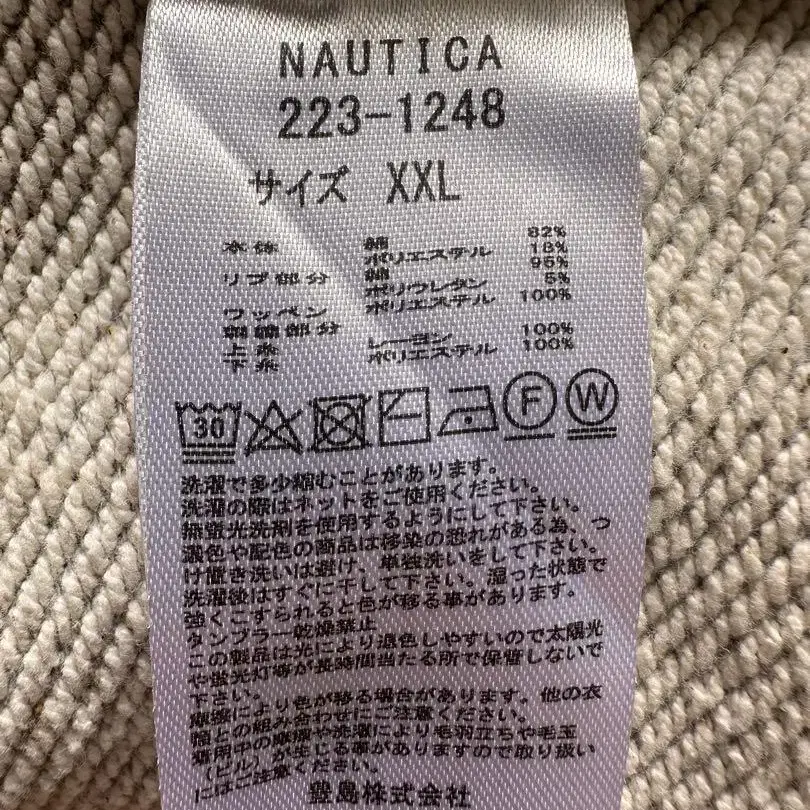 NAUTICA
223-1248
サイズ XXL
本体 綿 82%
ポリエステル 18%
リブ部分 綿 95%
ポリウレタン 5%
ワッペン ポリエステル 100%
刺繍部分
上糸 レーヨン 100%
下糸 ポリエステル 100%
30 F W
洗濯で多少縮むことがあります。
洗濯の際はネットをご使用ください。
無蛍光洗剤を使用するようにして下さい。
濃色や配色の商品は移染の恐れがある為、つ
け置き洗いは避け、単独洗いをして下さい。
洗濯後はすぐに干して下さい。湿った状態で
強くこすられると色が移る事があります。
タンブラー乾燥禁止
この製品は光により退色しやすいので太陽光
や蛍光灯等が長時間当たる所で保管しないで
下さい。
摩擦により色が移る場合があります。他の衣
類との組み合わせにご注意ください。
着用中の摩擦や洗濯により毛羽立ちや毛玉
(ピル)が生じる事がありますので取り扱い
にはご注意ください。
豊島株式会社